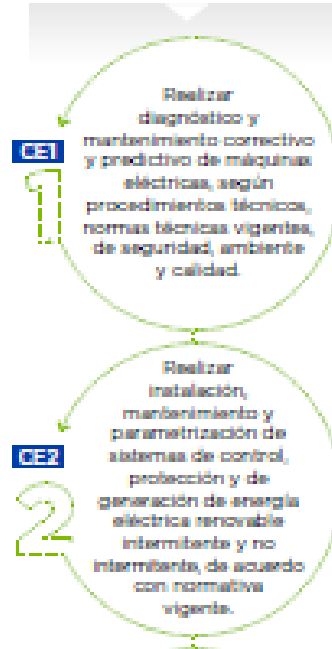 CE1
1
Realizar
diagnóstico y
mantenimiento correctivo
y predictivo de máquinas
eléctricas, según
procedimientos técnicos,
normas técnicas vigentes,
de seguridad, ambiente
y calidad.
CE2
2
Realizar
instalación,
mantenimiento y
parametrización de
sistemas de control,
protección y de
generación de energía
eléctrica renovable
intermitente y no
intermitente, de acuerdo
con normativa
vigente.